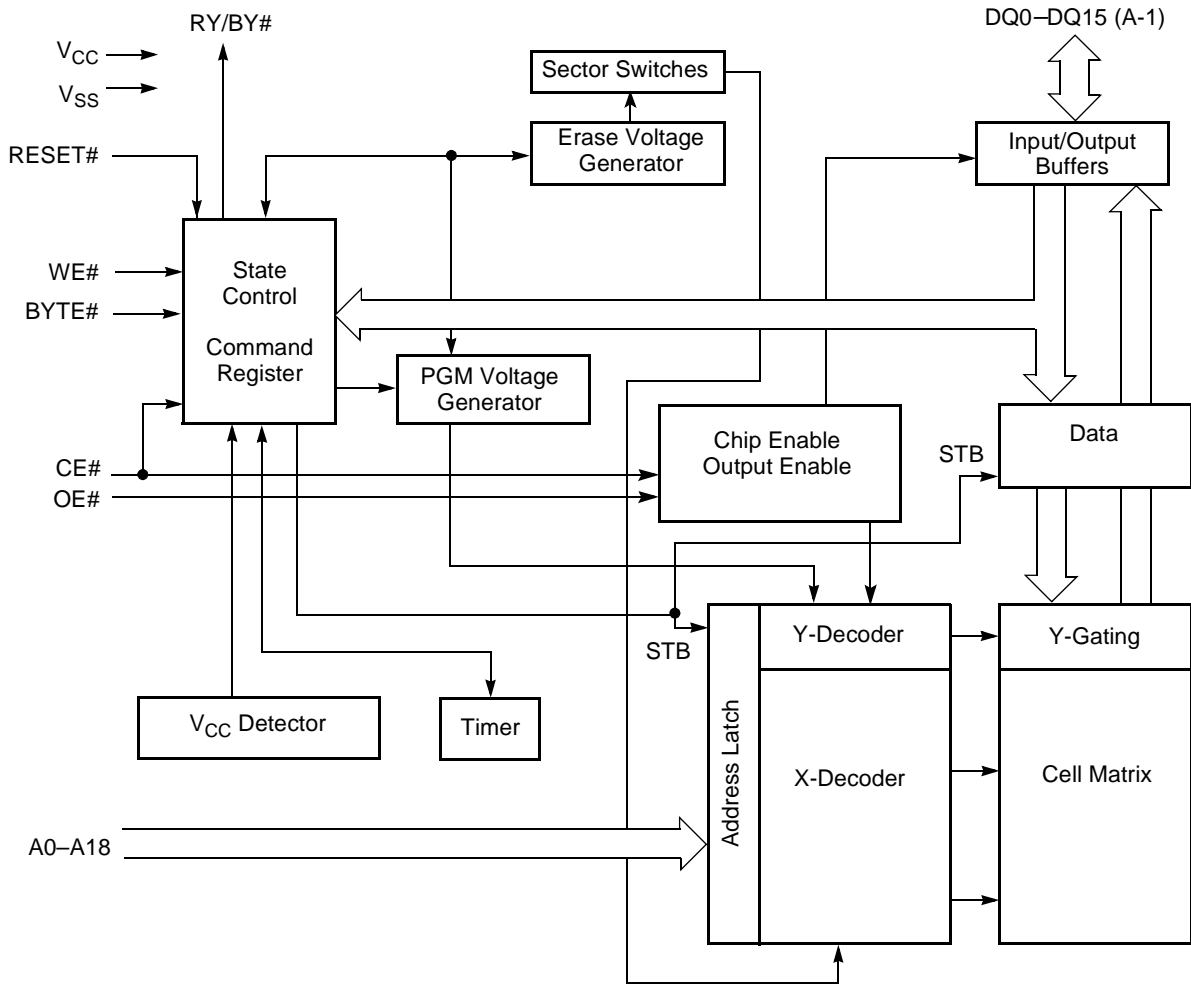 RY/BY#
DQ0–DQ15 (A-1)
VCC
VSS
Sector Switches
RESET#
Erase Voltage
Generator
Input/Output
Buffers
WE#
BYTE#
State
Control
Command
Register
PGM Voltage
Generator
Chip Enable
Output Enable
Data
STB
CE#
OE#
STB
Y-Decoder
Y-Gating
VCC Detector
Timer
Address Latch
X-Decoder
Cell Matrix
A0–A18